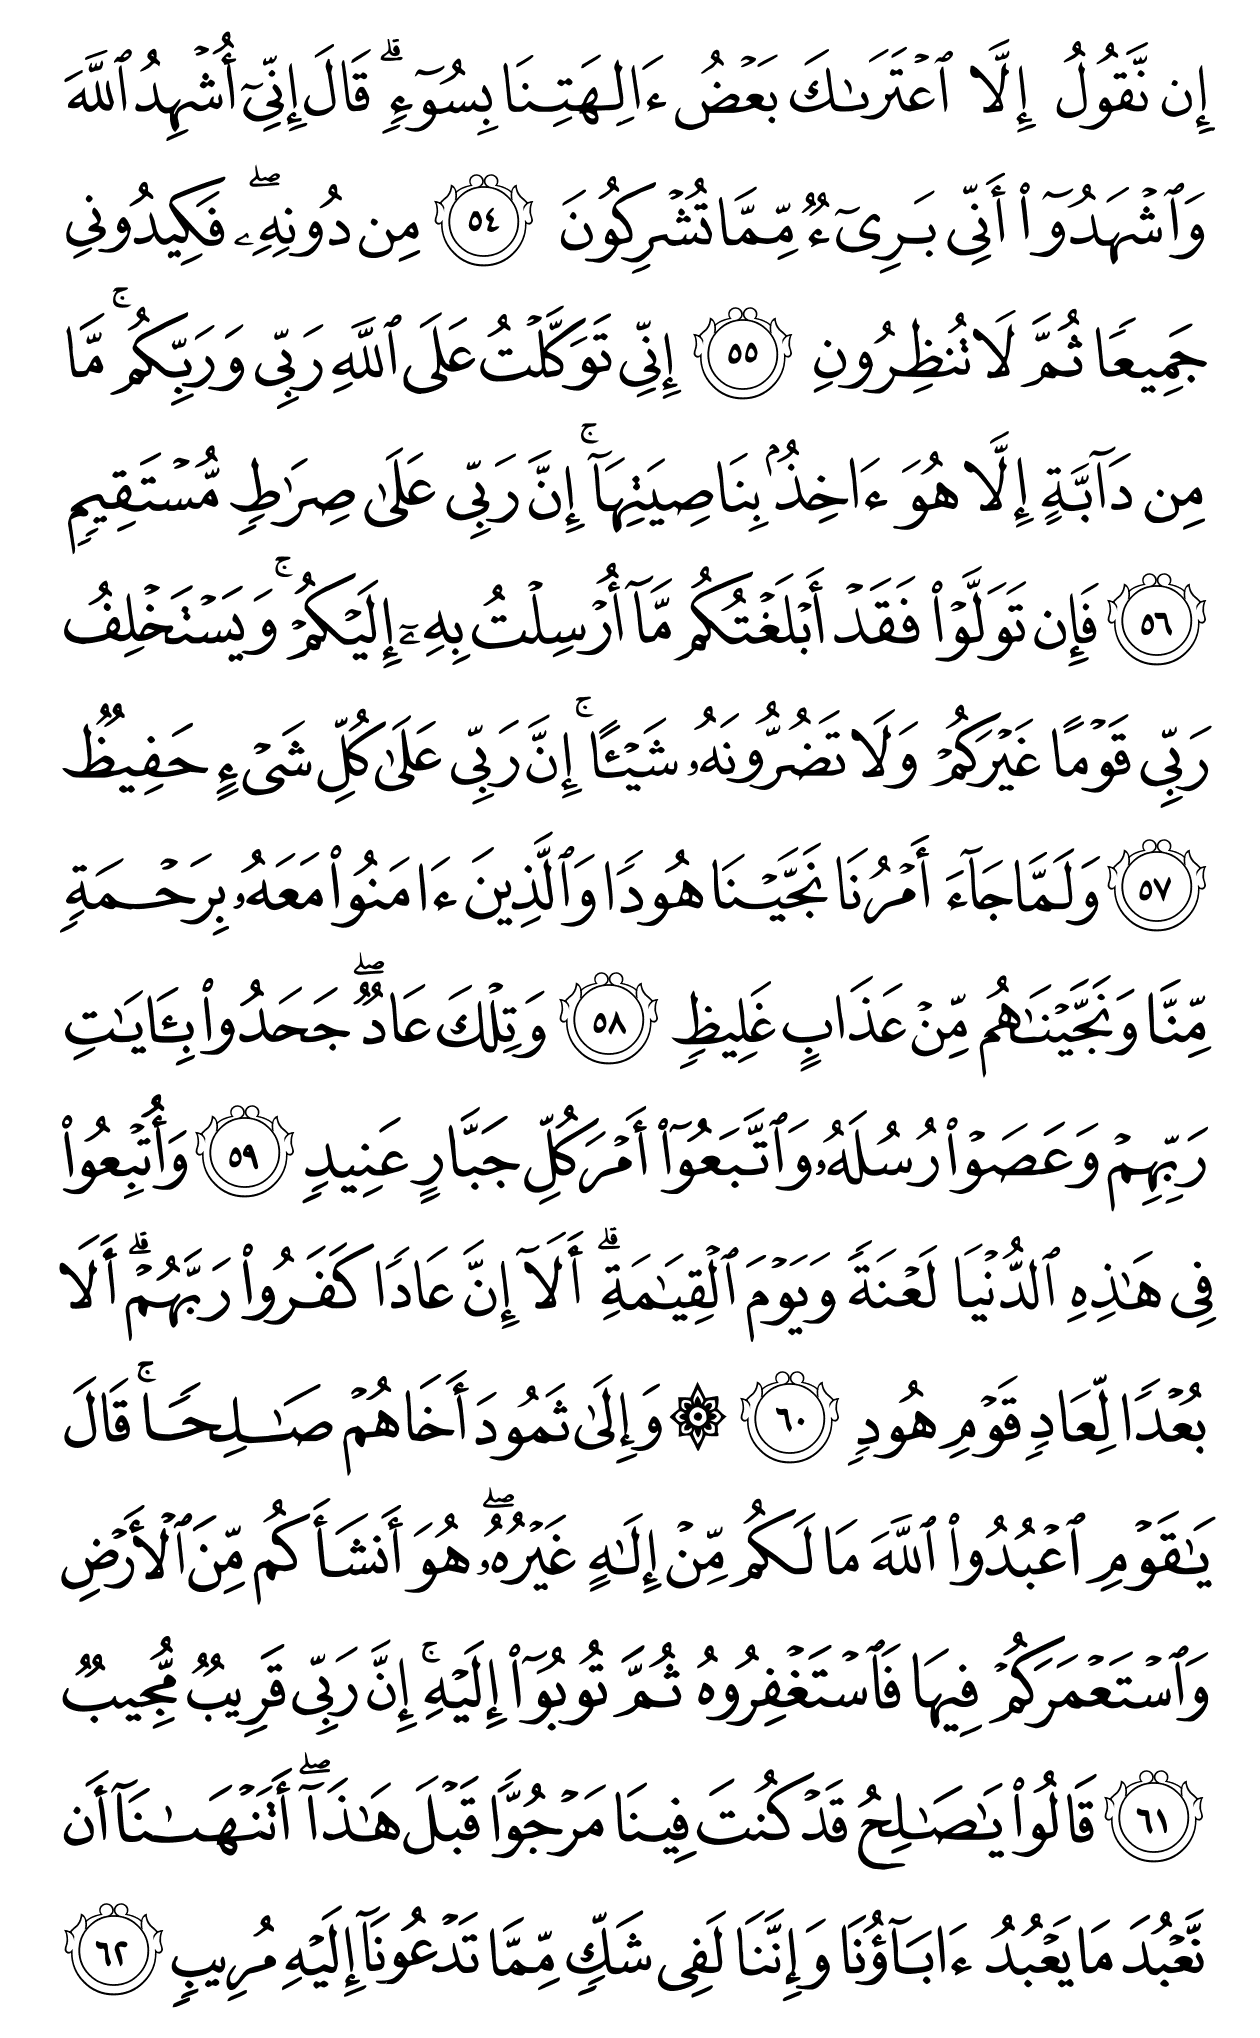 إِن نَّقُولُ إِلَّا ٱعۡتَرَىٰكَ بَعۡضُ ءَالِهَتِنَا بِسُوٓءٖۗ قَالَ إِنِّيٓ أُشۡهِدُ ٱللَّهَ
وَٱشۡهَدُوٓاْ أَنِّي بَرِيٓءٞ مِّمَّا تُشۡرِكُونَ ٥٤ مِن دُونِهِۦۖ فَكِيدُونِي
جَمِيعٗا ثُمَّ لَا تُنظِرُونِ ٥٥ إِنِّي تَوَكَّلۡتُ عَلَى ٱللَّهِ رَبِّي وَرَبِّكُمۚ مَّا
مِن دَآبَّةٍ إِلَّا هُوَ ءَاخِذُۢ بِنَاصِيَتِهَآۚ إِنَّ رَبِّي عَلَىٰ صِرَٰطٖ مُّسۡتَقِيمٖ
٥٦ فَإِن تَوَلَّوۡاْ فَقَدۡ أَبۡلَغۡتُكُم مَّآ أُرۡسِلۡتُ بِهِۦٓ إِلَيۡكُمۡۚ وَيَسۡتَخۡلِفُ
رَبِّي قَوۡمًا غَيۡرَكُمۡ وَلَا تَضُرُّونَهُۥ شَيۡـًٔاۚ إِنَّ رَبِّي عَلَىٰ كُلِّ شَيۡءٍ حَفِيظٞ
٥٧ وَلَمَّا جَآءَ أَمۡرُنَا نَجَّيۡنَا هُودٗا وَٱلَّذِينَ ءَامَنُواْ مَعَهُۥ بِرَحۡمَةٖ
مِّنَّا وَنَجَّيۡنَٰهُم مِّنۡ عَذَابٍ غَلِيظٖ ٥٨ وَتِلۡكَ عَادٞۖ جَحَدُواْ بِـَٔايَٰتِ
رَبِّهِمۡ وَعَصَوۡاْ رُسُلَهُۥ وَٱتَّبَعُوٓاْ أَمۡرَ كُلِّ جَبَّارٍ عَنِيدٖ ٥٩ وَأُتۡبِعُواْ
فِي هَٰذِهِ ٱلدُّنۡيَا لَعۡنَةٗ وَيَوۡمَ ٱلۡقِيَٰمَةِۗ أَلَآ إِنَّ عَادٗا كَفَرُواْ رَبَّهُمۡۗ أَلَا
بُعۡدٗا لِّعَادٖ قَوۡمِ هُودٖ ٦٠ ۞ وَإِلَىٰ ثَمُودَ أَخَاهُمۡ صَٰلِحٗاۚ قَالَ
يَٰقَوۡمِ ٱعۡبُدُواْ ٱللَّهَ مَا لَكُم مِّنۡ إِلَٰهٍ غَيۡرُهُۥۖ هُوَ أَنشَأَكُم مِّنَ ٱلۡأَرۡضِ
وَٱسۡتَعۡمَرَكُمۡ فِيهَا فَٱسۡتَغۡفِرُوهُ ثُمَّ تُوبُوٓاْ إِلَيۡهِۚ إِنَّ رَبِّي قَرِيبٞ مُّجِيبٞ
٦١ قَالُواْ يَٰصَٰلِحُ قَدۡ كُنتَ فِينَا مَرۡجُوّٗا قَبۡلَ هَٰذَآۖ أَتَنۡهَىٰنَآ أَن
نَّعۡبُدَ مَا يَعۡبُدُ ءَابَآؤُنَا وَإِنَّنَا لَفِي شَكّٖ مِّمَّا تَدۡعُونَآ إِلَيۡهِ مُرِيبٖ ٦٢